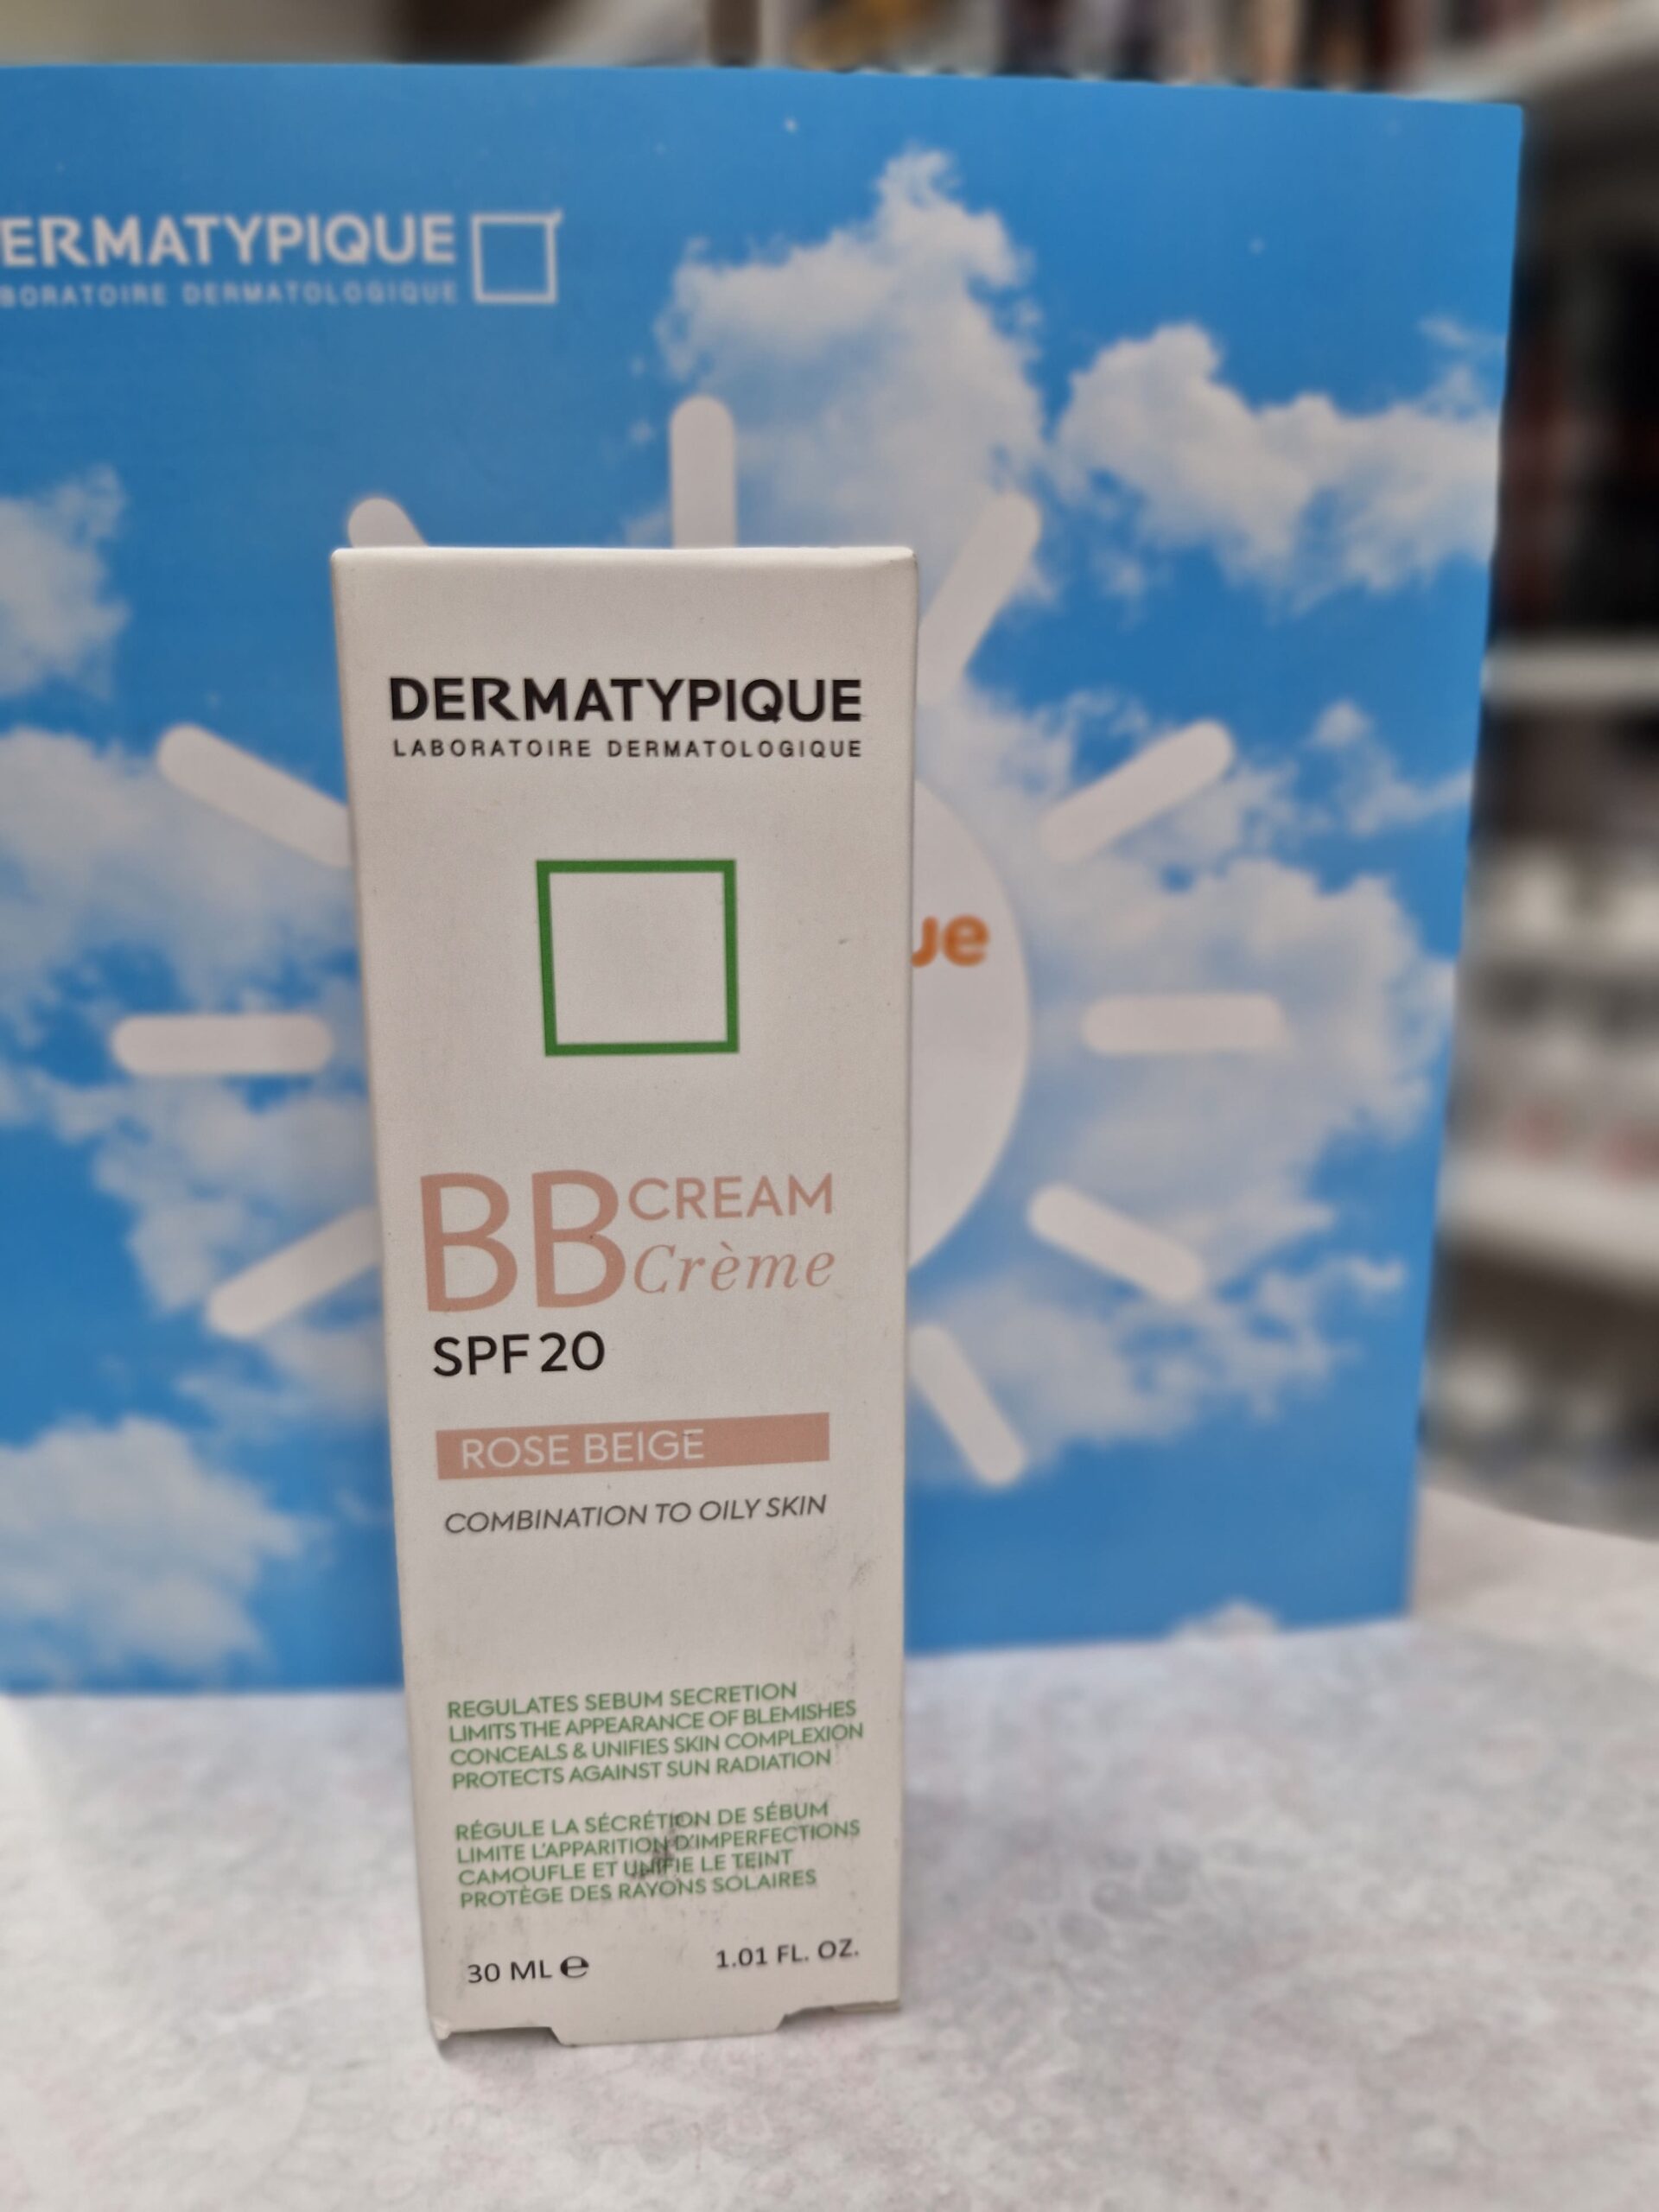 ERMATYPIQUE
BORATOIRE DERMATOLOGIQUE
ue
DERMATYPIQUE
LABORATOIRE DERMATOLOGIQUE
BB CREAM
Crème
SPF 20
ROSE BEIGE
COMBINATION TO OILY SKIN
REGULATES SEBUM SECRETION
LIMITS THE APPEARANCE OF BLEMISHES
CONCEALS & UNIFIES SKIN COMPLEXION
PROTECTS AGAINST SUN RADIATION
RÉGULE LA SÉCRÉTION DE SÉBUM
LIMITE L'APPARITION D'IMPERFECTIONS
CAMOUFLE ET UNIFIE LE TEINT
PROTÈGE DES RAYONS SOLAIRES
30 ML ℮ 1.01 FL. OZ.